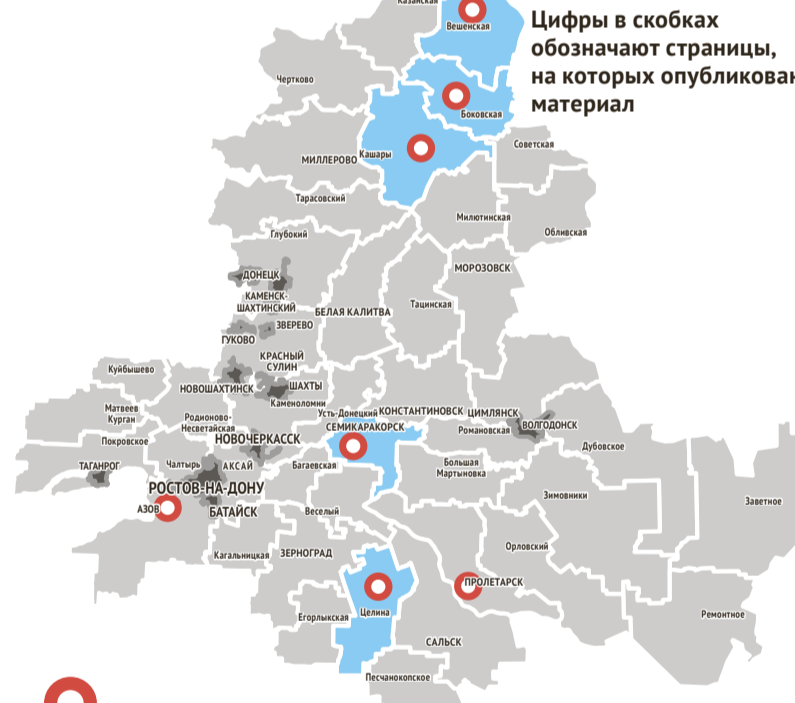 Казанская
Вешенская
Цифры в скобках
обозначают страницы,
на которых опубликован
материал
Чертково
Боковская
Советская
МИЛЛЕРОВО
Кашары
Тарасовский
Милютинская
Обливская
Глубокий
МОРОЗОВСК
ДОНЕЦК
КАМЕНСК-
ШАХТИНСКИЙ
Тацинская
БЕЛАЯ КАЛИТВА
ЗВЕРЕВО
ГУКОВО
КРАСНЫЙ
СУЛИН
Куйбышево
НОВОШАХТИНСК
ШАХТЫ
Каменоломни
Матвеев
Курган
Родионово-
Несветайская
Усть-Донецкий
КОНСТАНТИНОВСК
ЦИМЛЯНСК
СЕМИКАРАКОРСК
Романовская
ВОЛГОДОНСК
Покровское
НОВОЧЕРКАССК
Дубовское
ТАГАНРОГ
Чалтырь
АКСАЙ
Багаевская
Большая
Мартыновка
РОСТОВ-НА-ДОНУ
Зимовники
Заветное
АЗОВ
БАТАЙСК
Веселый
Кагальницкая
ЗЕРНОГРАД
Орловский
ПРОЛЕТАРСК
Егорлыкская
Целина
Ремонтное
САЛЬСК
Песчанокопское